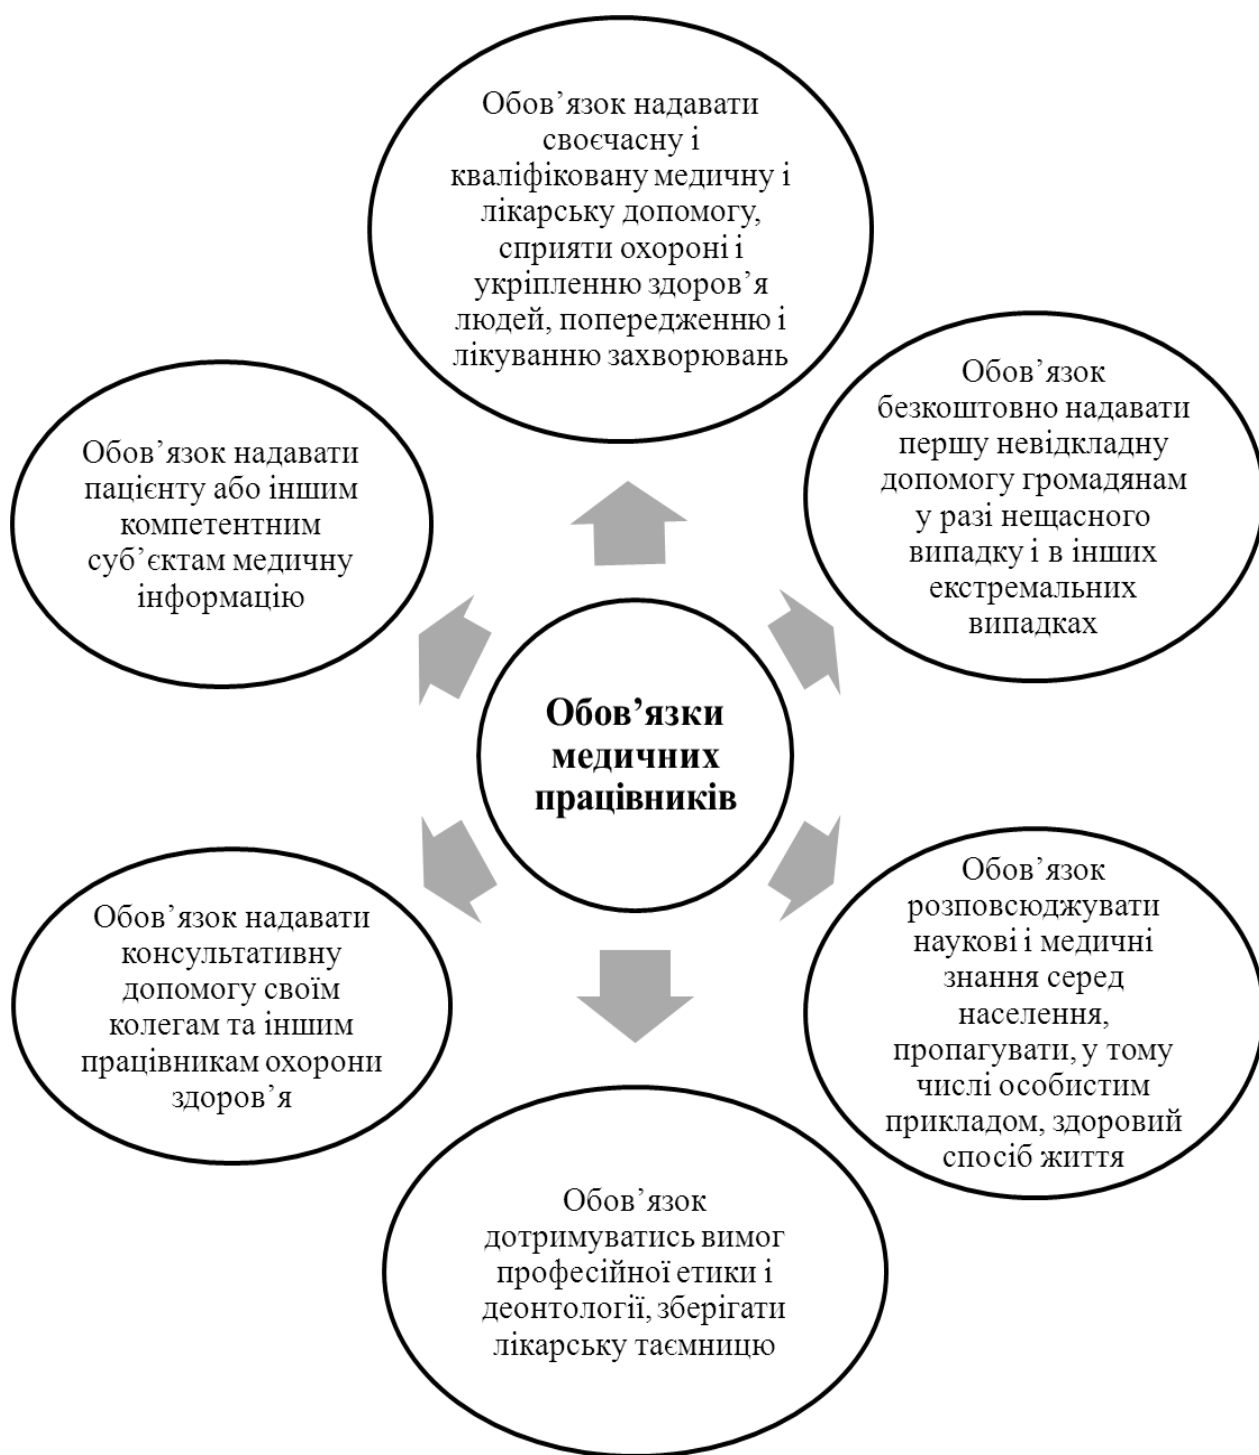 Обов’язок надавати
своєчасну і
кваліфіковану медичну і
лікарську допомогу,
сприяти охороні і
укріпленню здоров’я
людей, попередженню і
лікуванню захворювань
Обов’язок
безкоштовно надавати
першу невідкладну
допомогу громадянам
у разі нещасного
випадку і в інших
екстремальних
випадках
Обов’язок надавати
пацієнту або іншим
компетентним
суб’єктам медичну
інформацію
Обов’язки
медичних
працівників
Обов’язок
розповсюджувати
наукові і медичні
знання серед
населення,
пропагувати, у тому
числі особистим
прикладом, здоровий
спосіб життя
Обов’язок надавати
консультативну
допомогу своїм
колегам та іншим
працівникам охорони
здоров’я
Обов’язок
дотримуватись вимог
професійної етики і
деонтології, зберігати
лікарську таємницю